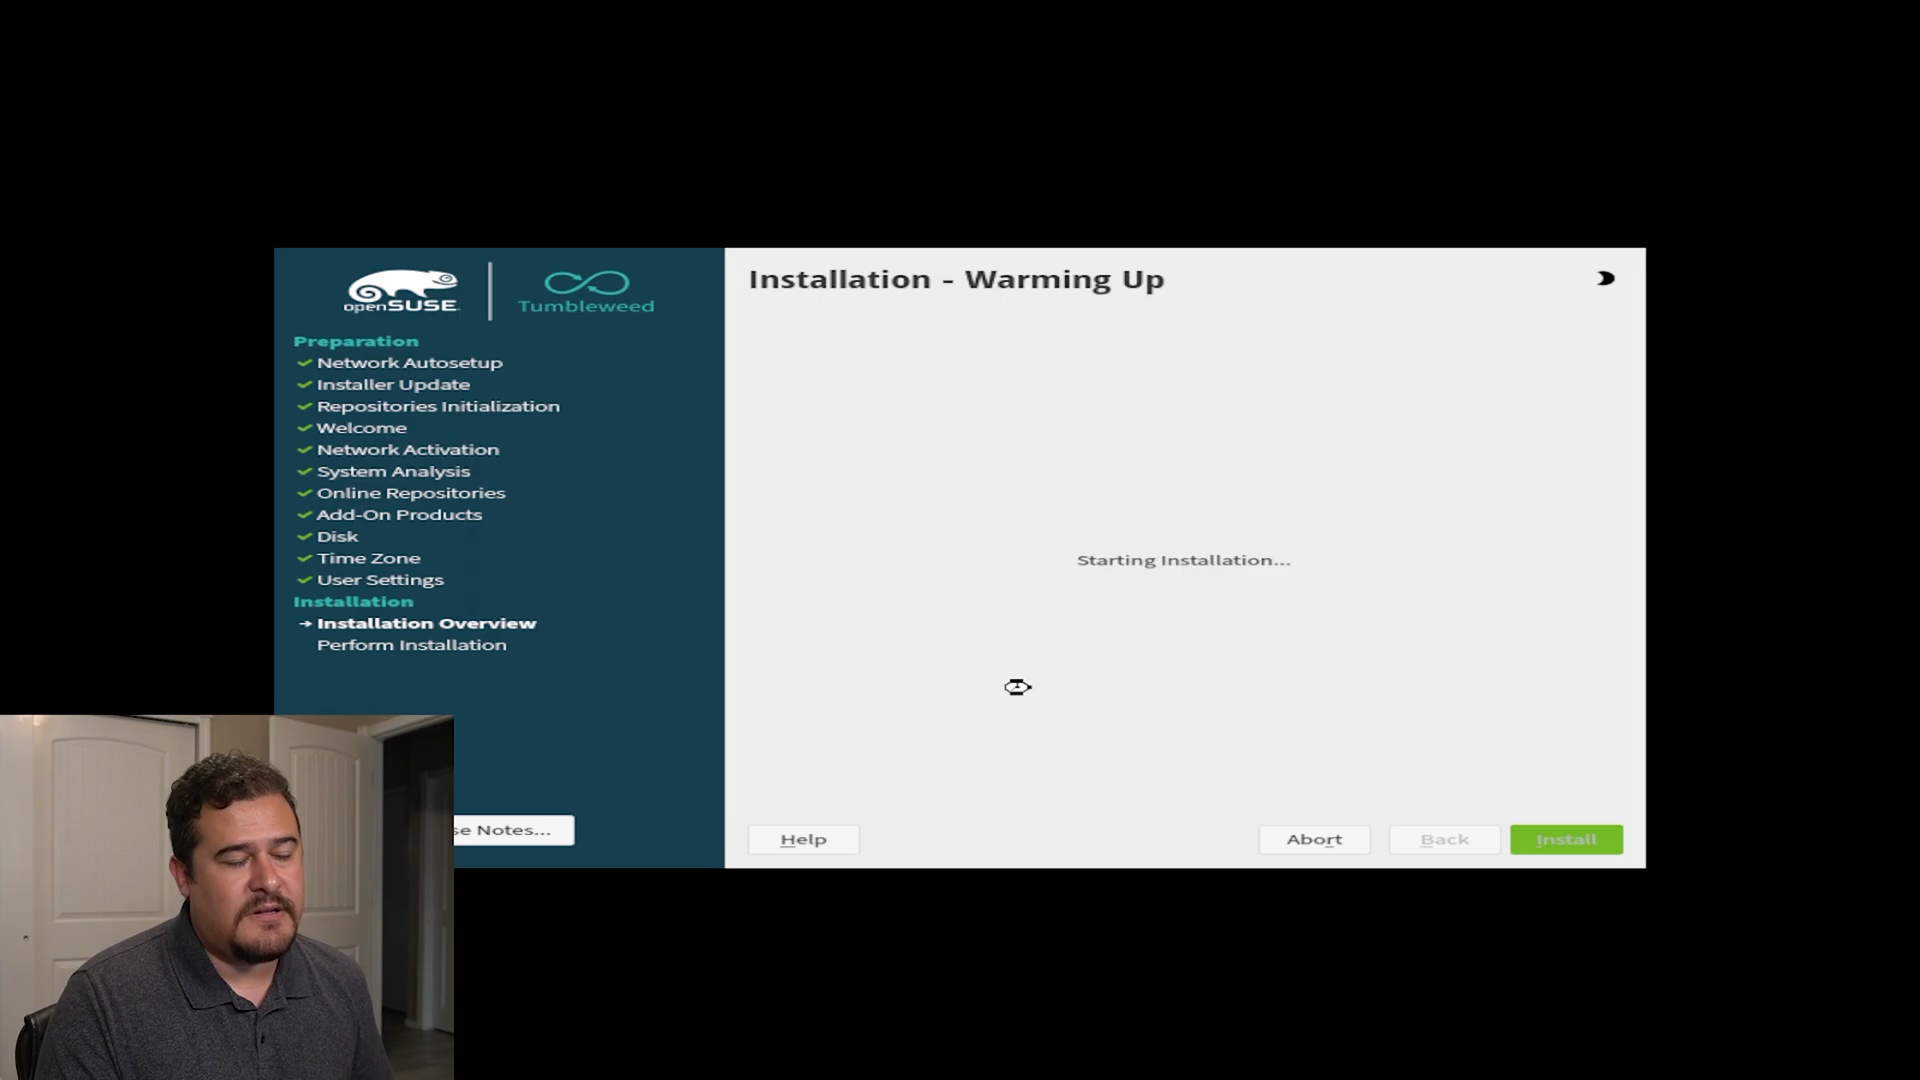 openSUSE
Tumbleweed
Preparation
Network Autosetup
Installer Update
Repositories Initialization
Welcome
Network Activation
System Analysis
Online Repositories
Add-On Products
Disk
Time Zone
User Settings
Installation
Installation Overview
Perform Installation
se Notes...
Installation - Warming Up
Starting Installation...
Help
Abort
Back
Install